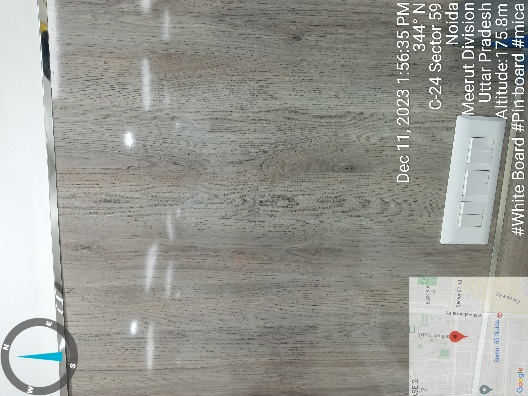 Dec 11, 2023 1:56:35 PM
344° N
C-24 Sector 59
Noida
Meerut Division
Uttar Pradesh
Altitude:175.8m
#White Board #Pin board #mica
N
E
S
W
Google